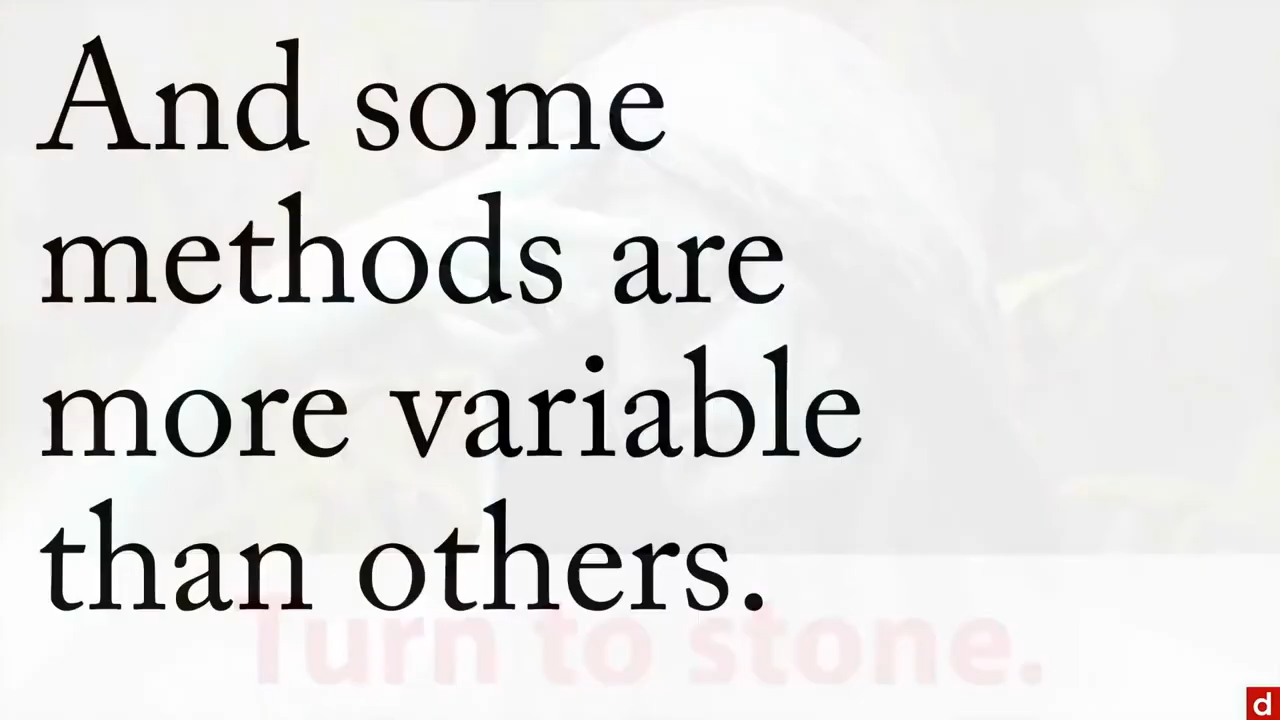 And some
methods are
more variable
than others.
Turn to stone.
d